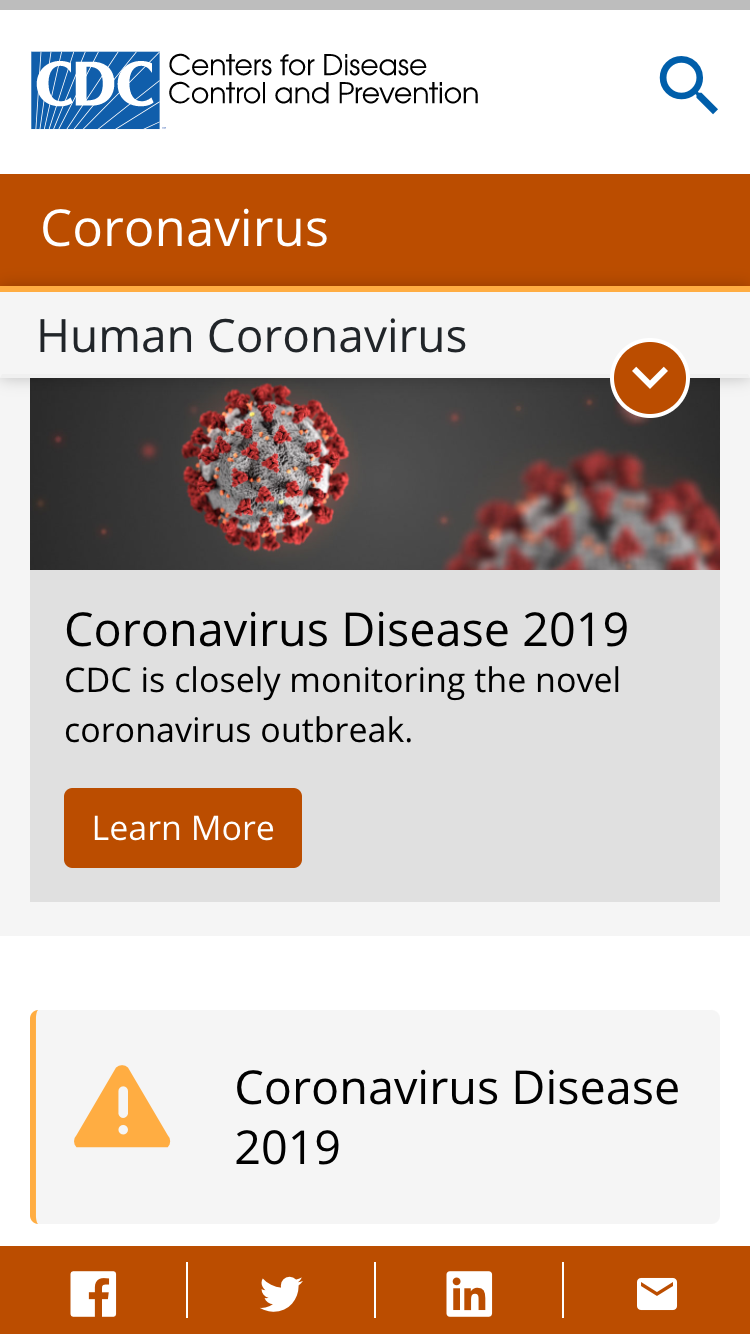 CDC
Centers for Disease
Control and Prevention
Coronavirus
Human Coronavirus
Coronavirus Disease 2019
CDC is closely monitoring the novel
coronavirus outbreak.
Learn More
Coronavirus Disease
2019